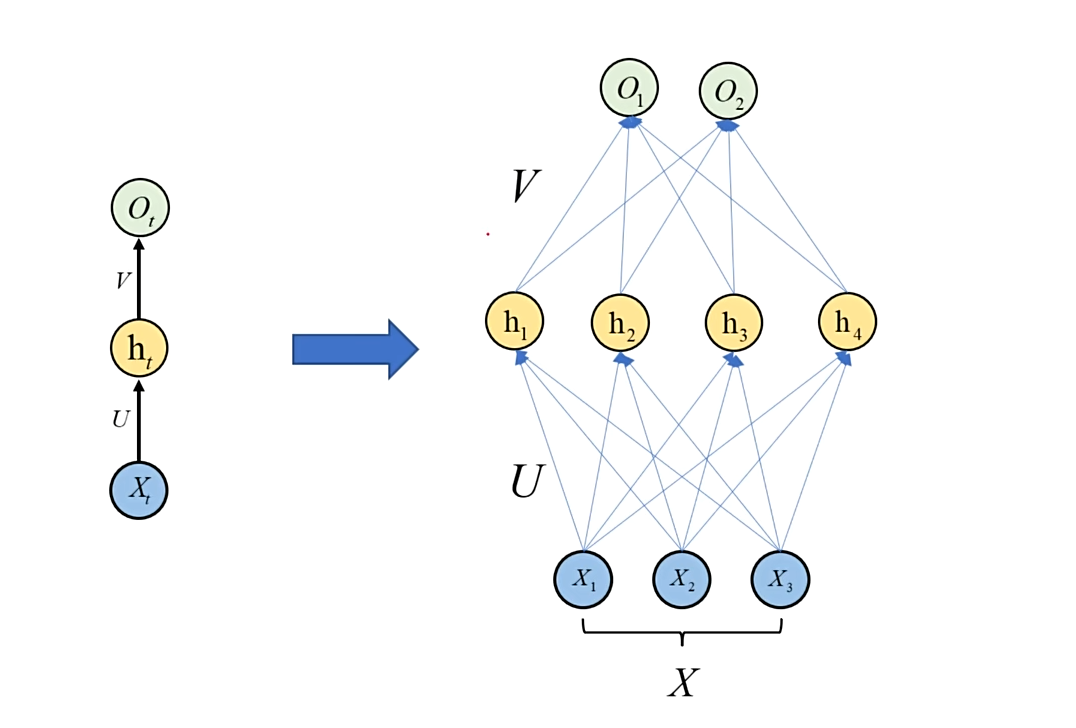 O_t
V
h_t
U
X_t
O_1 O_2
V
h_1 h_2 h_3 h_4
U
X_1 X_2 X_3
X